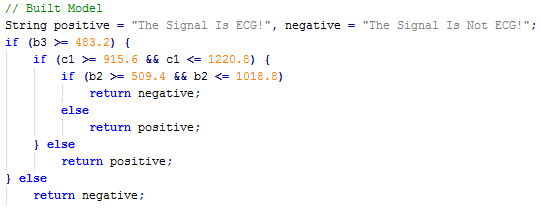 // Built Model
String positive = "The Signal Is ECG!", negative = "The Signal Is Not ECG!";
if (b3 >= 483.2) {
    if (c1 >= 915.6 && c1 <= 1220.8) {
        if (b2 >= 509.4 && b2 <= 1018.8)
            return negative;
        else
            return positive;
    } else
        return positive;
} else
    return negative;